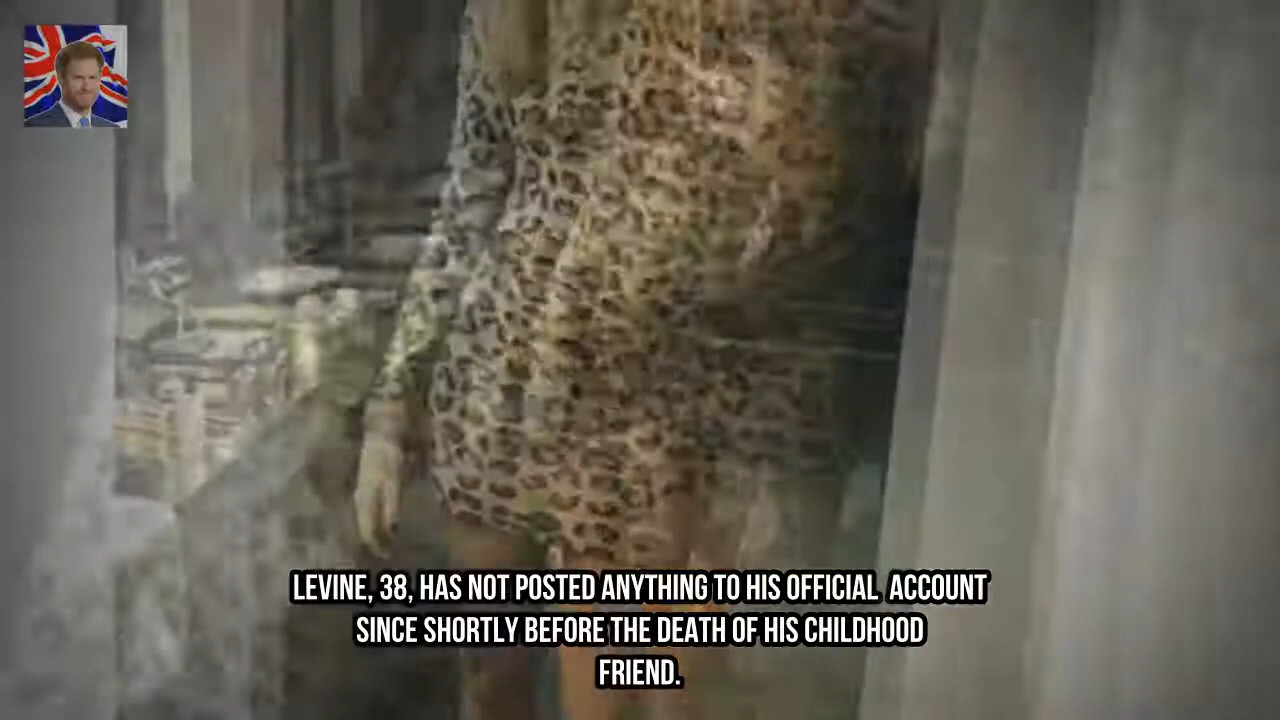 LEVINE, 38, HAS NOT POSTED ANYTHING TO HIS OFFICIAL ACCOUNT
SINCE SHORTLY BEFORE THE DEATH OF HIS CHILDHOOD
FRIEND.